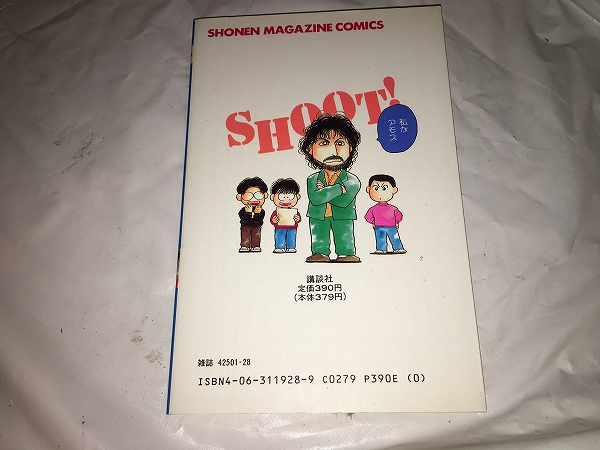 SHONEN MAGAZINE COMICS
SHOOT!
私が
アモス
講談社
定価390円
(本体379円)
雑誌 42501-28
ISBN4-06-311928-9 C0279 P390E (0)